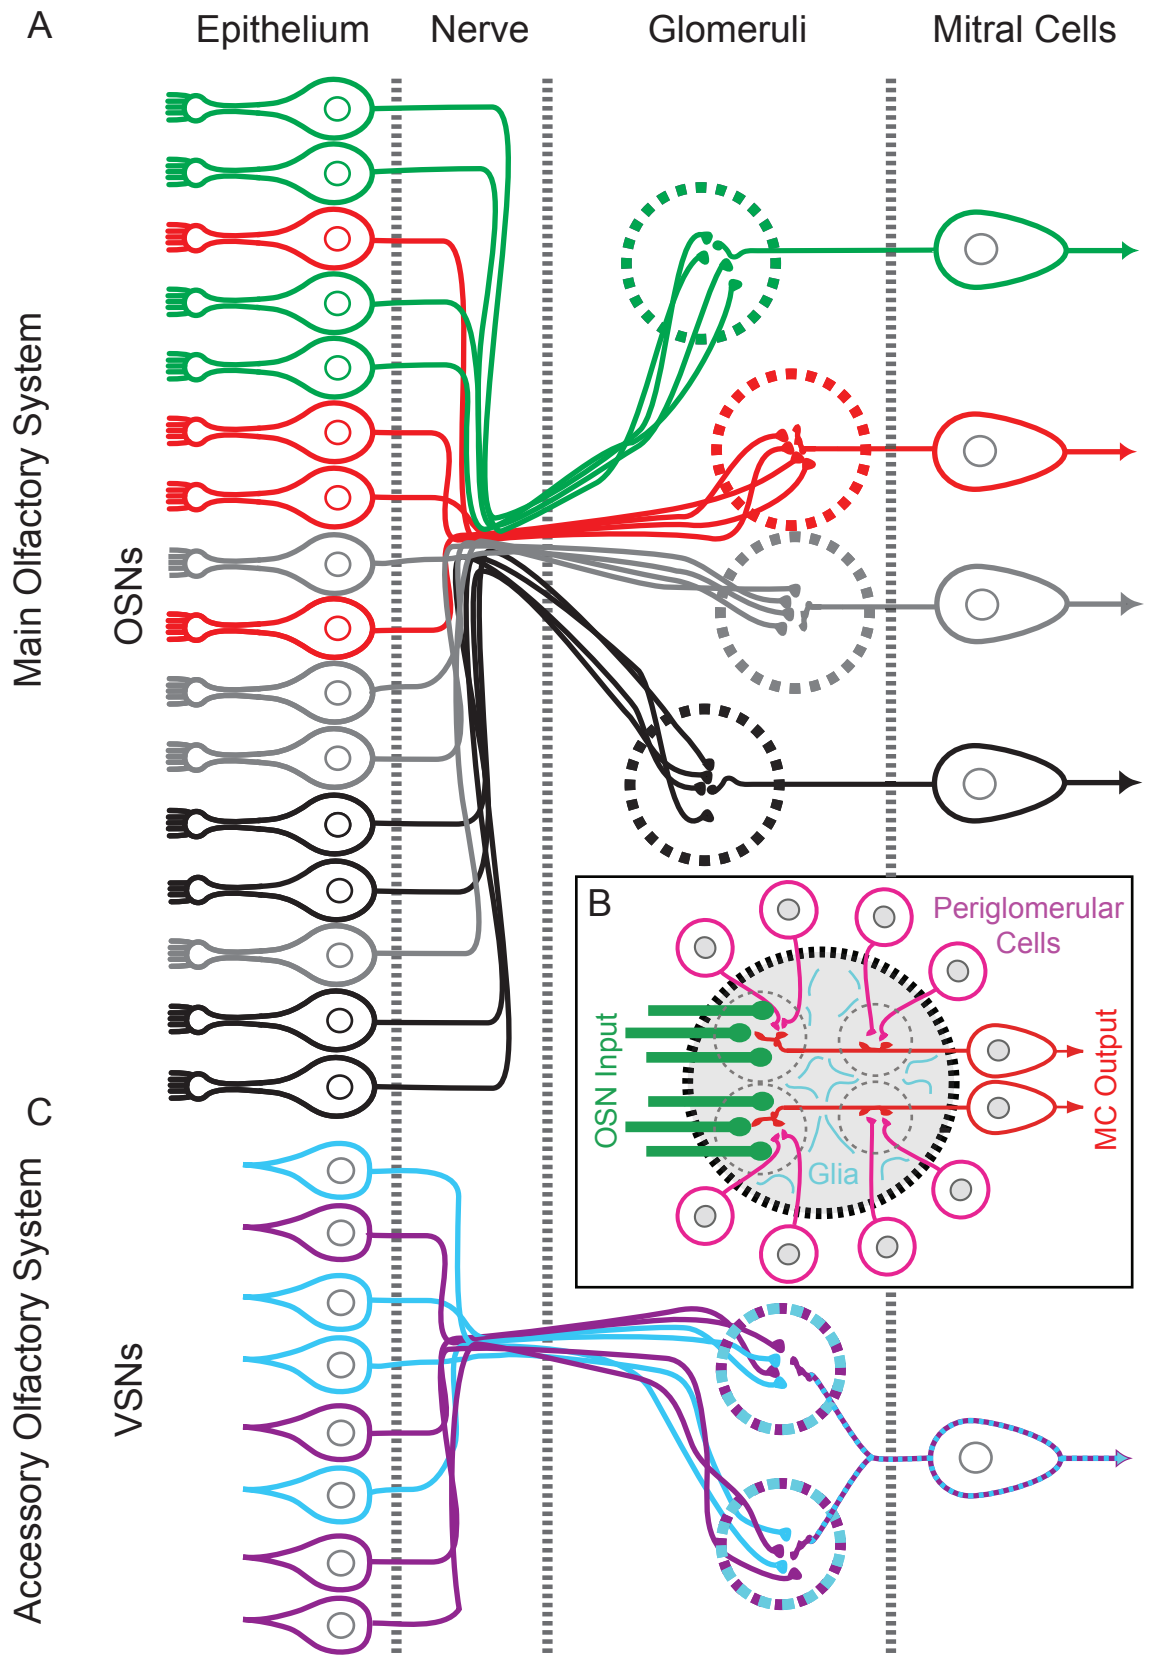 A
Epithelium
Nerve
Glomeruli
Mitral Cells
Main Olfactory System
OSNs
B
Periglomerular
Cells
OSN Input
MC Output
Glia
C
Accessory Olfactory System
VSNs